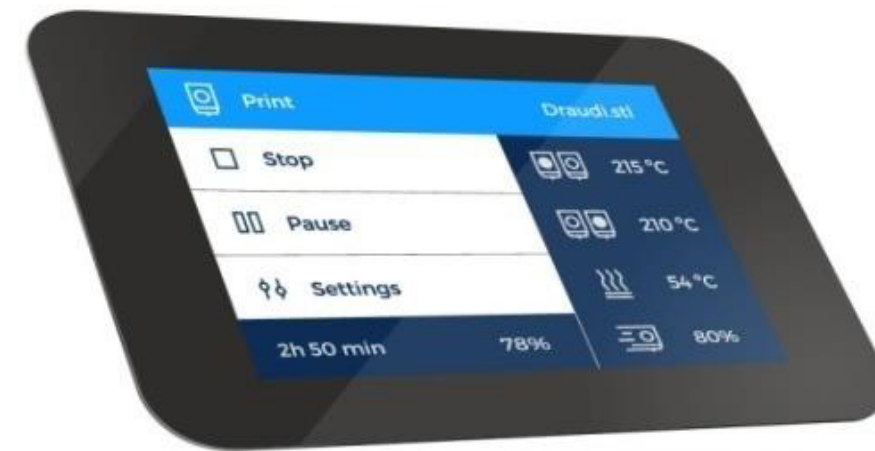 Print
Draudi.stl
Stop
215 °C
Pause
210 °C
Settings
54 °C
2h 50 min
78%
80%